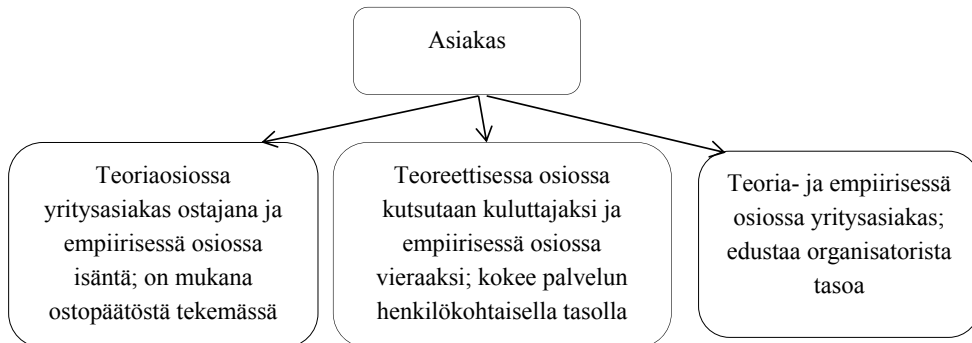 Asiakas
Teoriaosiossa
yritysasiakas ostajana ja
empiirisessä osiossa
isäntä; on mukana
ostopäätöstä tekemässä
Teoreettisessa osiossa
kutsutaan kuluttajaksi ja
empiirisessä osiossa
vieraaksi; kokee palvelun
henkilökohtaisella tasolla
Teoria- ja empiirisessä
osiossa yritysasiakas;
edustaa organisatorista
tasoa